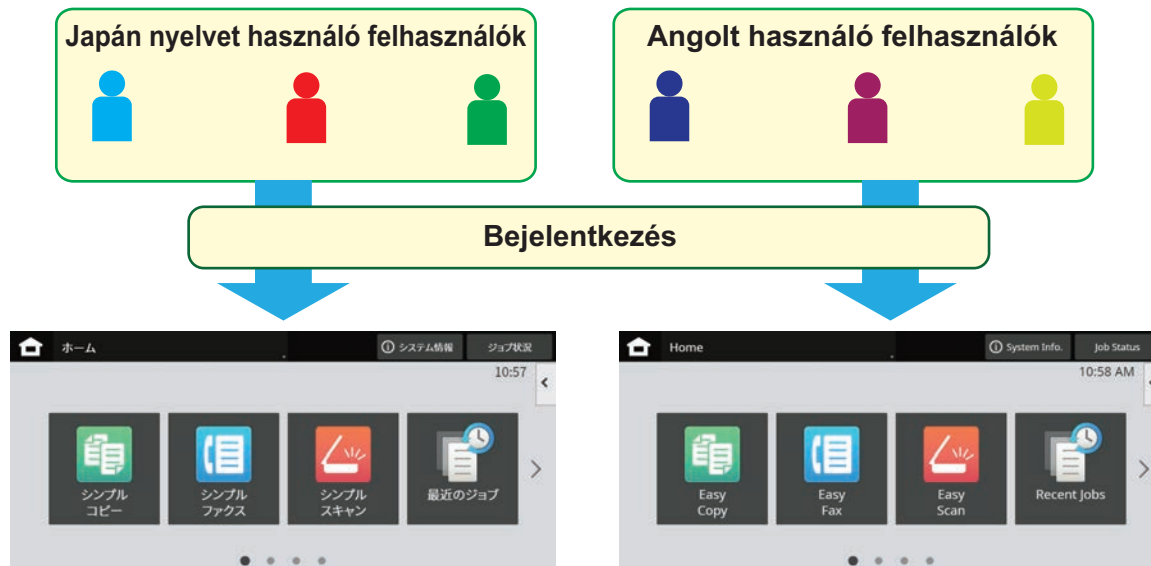 Japán nyelvet használó felhasználók
Angolt használó felhasználók
Bejelentkezés
ホーム
システム情報
ジョブ状況
10:57
シンプル
コピー
シンプル
ファクス
シンプル
スキャン
最近のジョブ
Home
System Info.
Job Status
10:58 AM
Easy
Copy
Easy
Fax
Easy
Scan
Recent Jobs